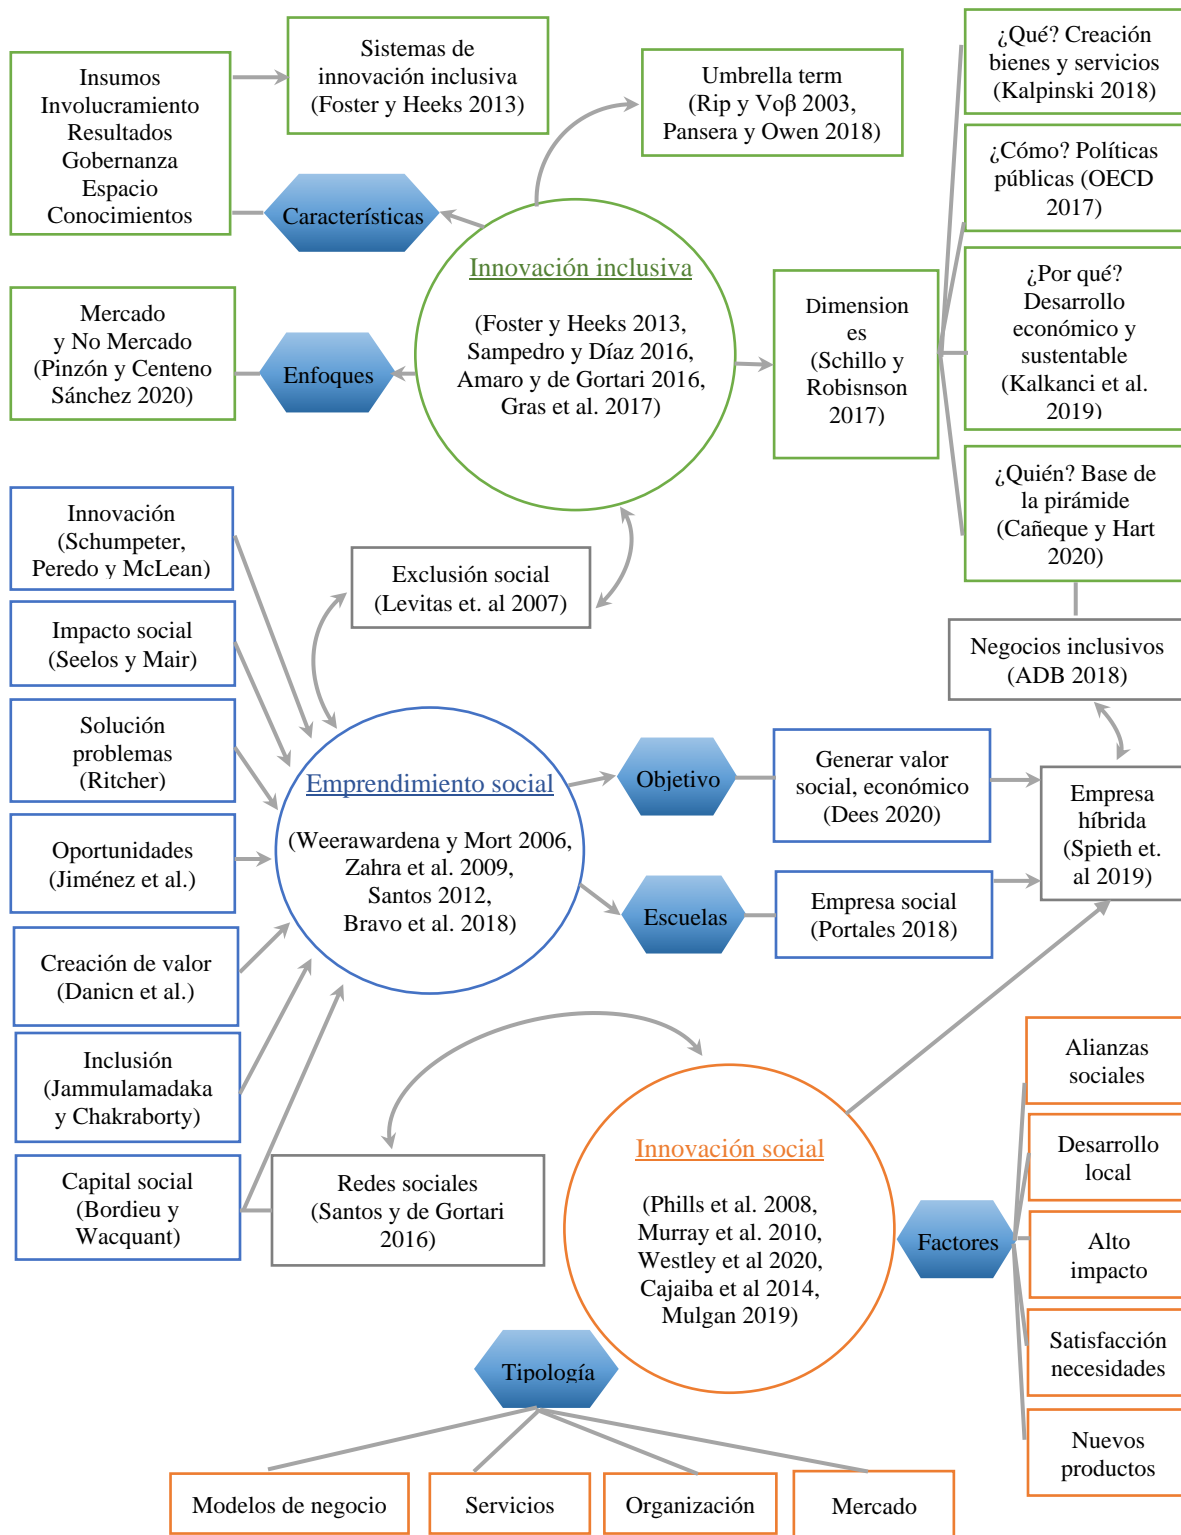 Insumos
Involucramiento
Resultados
Gobernanza
Espacio
Conocimientos
Sistemas de
innovación inclusiva
(Foster y Heeks 2013)
Umbrella term
(Rip y Voβ 2003,
Pansera y Owen 2018)
¿Qué? Creación
bienes y servicios
(Kalpinski 2018)
¿Cómo? Políticas
públicas (OECD
2017)
¿Por qué?
Desarrollo
económico y
sustentable
(Kalkanci et al.
2019)
¿Quién? Base de
la pirámide
(Cañeque y Hart
2020)
Características
Innovación inclusiva
(Foster y Heeks 2013,
Sampedro y Díaz 2016,
Amaro y de Gortari 2016,
Gras et al. 2017)
Dimension
es
(Schillo y
Robisnson
2017)
Mercado
y No Mercado
(Pinzón y Centeno
Sánchez 2020)
Enfoques
Innovación
(Schumpeter,
Peredo y McLean)
Exclusión social
(Levitas et. al 2007)
Impacto social
(Seelos y Mair)
Negocios inclusivos
(ADB 2018)
Solución
problemas
(Ritcher)
Emprendimiento social
(Weerawardena y Mort 2006,
Zahra et al. 2009,
Santos 2012,
Bravo et al. 2018)
Objetivo
Generar valor
social, económico
(Dees 2020)
Empresa
híbrida
(Spieth et.
al 2019)
Oportunidades
(Jiménez et al.)
Escuelas
Empresa social
(Portales 2018)
Creación de valor
(Danicn et al.)
Inclusión
(Jammulamadaka
y Chakraborty)
Capital social
(Bordieu y
Wacquant)
Redes sociales
(Santos y de Gortari
2016)
Innovación social
(Phills et al. 2008,
Murray et al. 2010,
Westley et al 2020,
Cajaiba et al 2014,
Mulgan 2019)
Factores
Alianzas
sociales
Desarrollo
local
Alto
impacto
Satisfacción
necesidades
Nuevos
productos
Tipología
Modelos de negocio
Servicios
Organización
Mercado